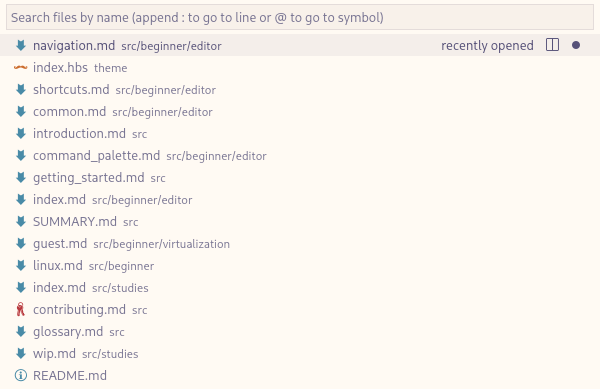 Search files by name (append : to go to line or @ to go to symbol)
navigation.md src/beginner/editor recently opened
index.hbs theme
shortcuts.md src/beginner/editor
common.md src/beginner/editor
introduction.md src
command_palette.md src/beginner/editor
getting_started.md src
index.md src/beginner/editor
SUMMARY.md src
guest.md src/beginner/virtualization
linux.md src/beginner
index.md src/studies
contributing.md src
glossary.md src
wip.md src/studies
README.md